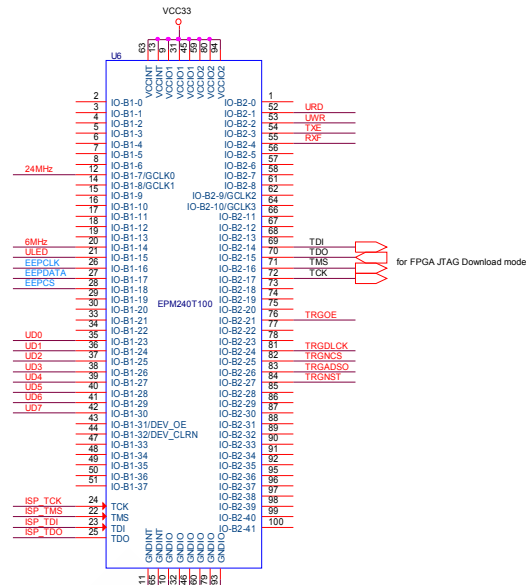 VCC33
63 13 9 31 45 59 80 94
U6
VCCINT VCCINT VCCIO1 VCCIO1 VCCIO1 VCCIO2 VCCIO2 VCCIO2
2 IO-B1-0 IO-B2-0 1
3 IO-B1-1 IO-B2-1 52 URD
4 IO-B1-2 IO-B2-2 53 UWR
5 IO-B1-3 IO-B2-3 54 TXE
6 IO-B1-4 IO-B2-4 55 RXF
7 IO-B1-5 IO-B2-5 56
8 IO-B1-6 IO-B2-6 57
24MHz 12 IO-B1-7/GCLK0 IO-B2-7 58
14 IO-B1-8/GCLK1 IO-B2-8 61
15 IO-B1-9 IO-B2-9/GCLK2 62
16 IO-B1-10 IO-B2-10/GCLK3 64
17 IO-B1-11 IO-B2-11 66
18 IO-B1-12 IO-B2-12 67
19 IO-B1-13 IO-B2-13 68
6MHz 20 IO-B1-14 IO-B2-14 69 TDI
ULED 21 IO-B1-15 IO-B2-15 70 TDO for FPGA JTAG Download mode
EEPCLK 26 IO-B1-16 IO-B2-16 71 TMS
EEPDATA 27 IO-B1-17 IO-B2-17 72 TCK
EEPCS 28 IO-B1-18 IO-B2-18 73
29 IO-B1-19 IO-B2-19 74
30 IO-B1-20 EPM240T100 IO-B2-20 75
33 IO-B1-21 IO-B2-21 76 TRGOE
34 IO-B1-22 IO-B2-22 77
UD0 35 IO-B1-23 IO-B2-23 78
UD1 36 IO-B1-24 IO-B2-24 81 TRGDLCK
UD2 37 IO-B1-25 IO-B2-25 82 TRGNCS
UD3 38 IO-B1-26 IO-B2-26 83 TRGADSO
UD4 39 IO-B1-27 IO-B2-27 84 TRGNST
UD5 40 IO-B1-28 IO-B2-28 85
UD6 41 IO-B1-29 IO-B2-29 86
UD7 42 IO-B1-30 IO-B2-30 87
43 IO-B1-31/DEV_OE IO-B2-31 88
44 IO-B1-32/DEV_CLRN IO-B2-32 89
47 IO-B1-33 IO-B2-33 90
48 IO-B1-34 IO-B2-34 91
49 IO-B1-35 IO-B2-35 92
50 IO-B1-36 IO-B2-36 95
51 IO-B1-37 IO-B2-37 96
IO-B2-38 97
ISP_TCK 24 TCK IO-B2-39 98
ISP_TMS 22 TMS IO-B2-40 99
ISP_TDI 23 TDI IO-B2-41 100
ISP_TDO 25 TDO
GNDINT GNDINT GNDIO GNDIO GNDIO GNDIO GNDIO GNDIO
11 65 10 32 46 60 79 93